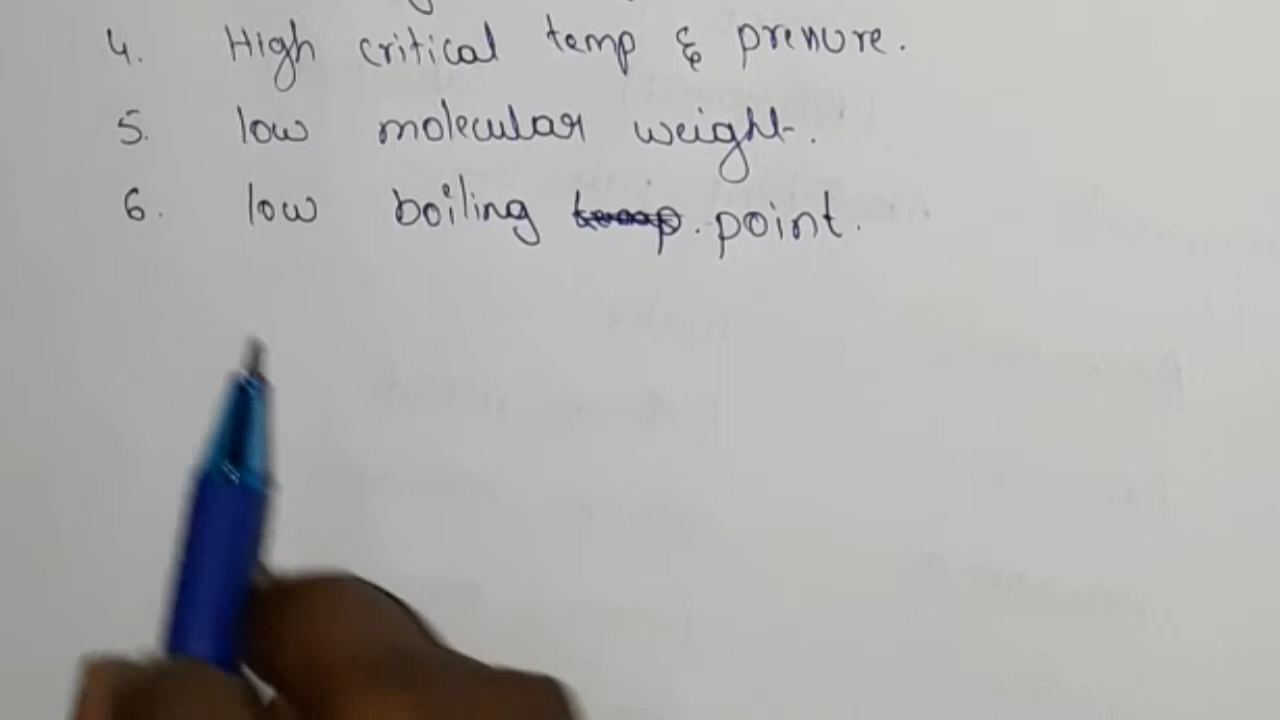 4. High critical temp & pressure.
5. low molecular weight.
6. low boiling point.